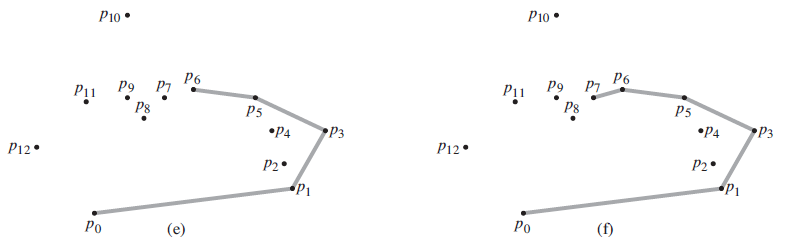 p10 p10
p11 p9 p7 p6 p11 p9 p7 p6
p8 p5 p8 p5
p4 p3 p4 p3
p12 p2 p12 p2
p1 p1
p0 (e) p0 (f)